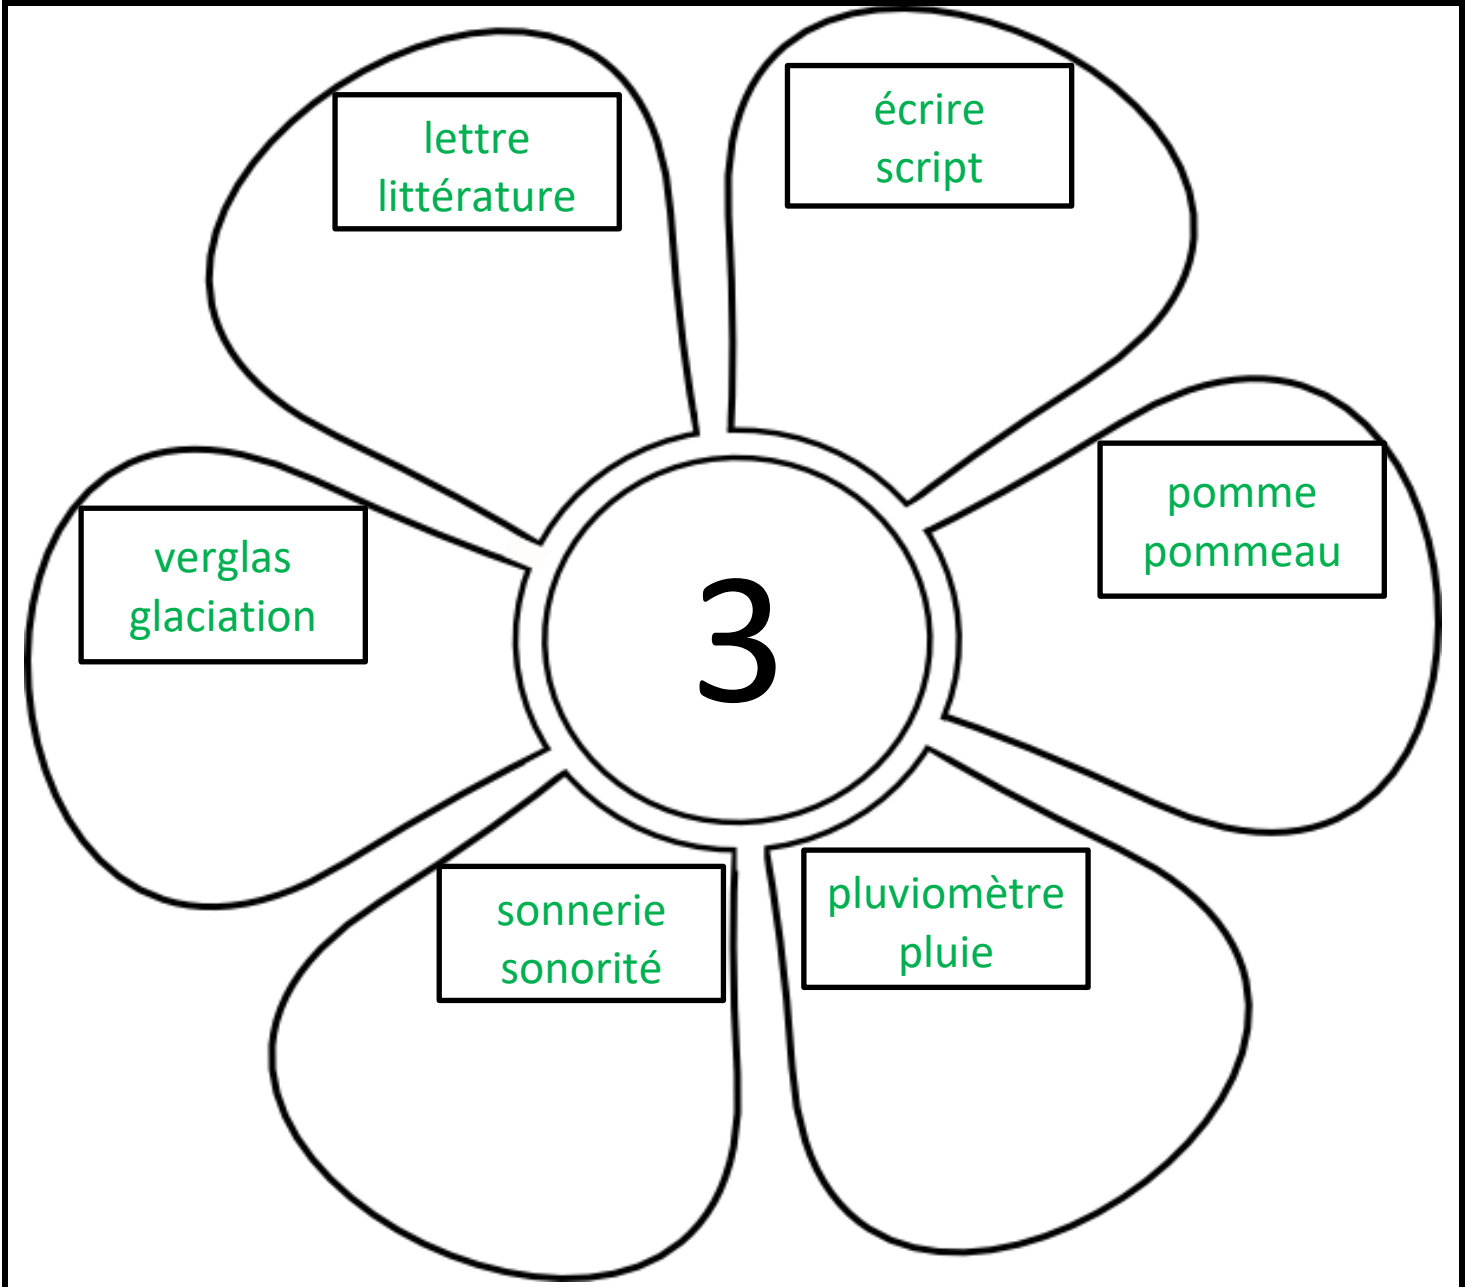 lettre
littérature
écrire
script
pomme
pommeau
verglas
glaciation
3
sonnerie
sonorité
pluviomètre
pluie